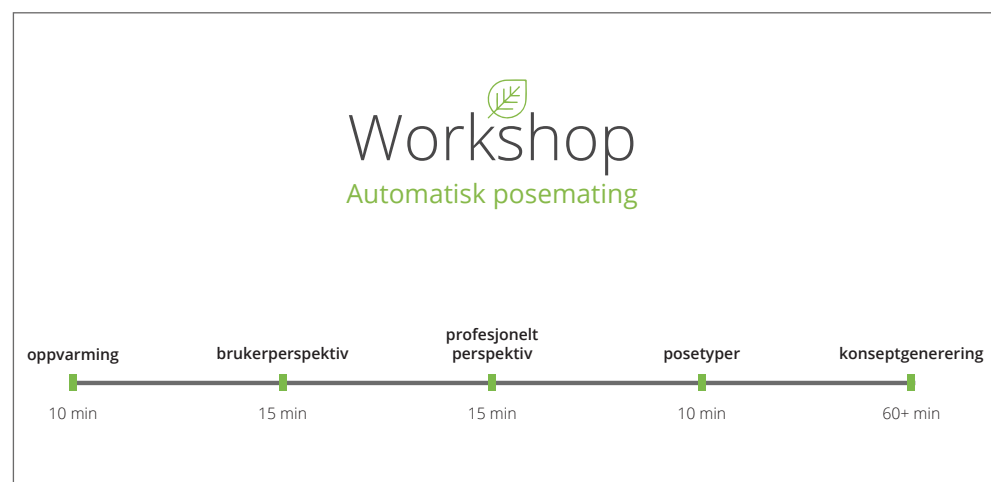 Workshop
Automatisk posemating
oppvarming
brukerperspektiv
profesjonelt
perspektiv
posetyper
konseptgenerering
10 min
15 min
15 min
10 min
60+ min